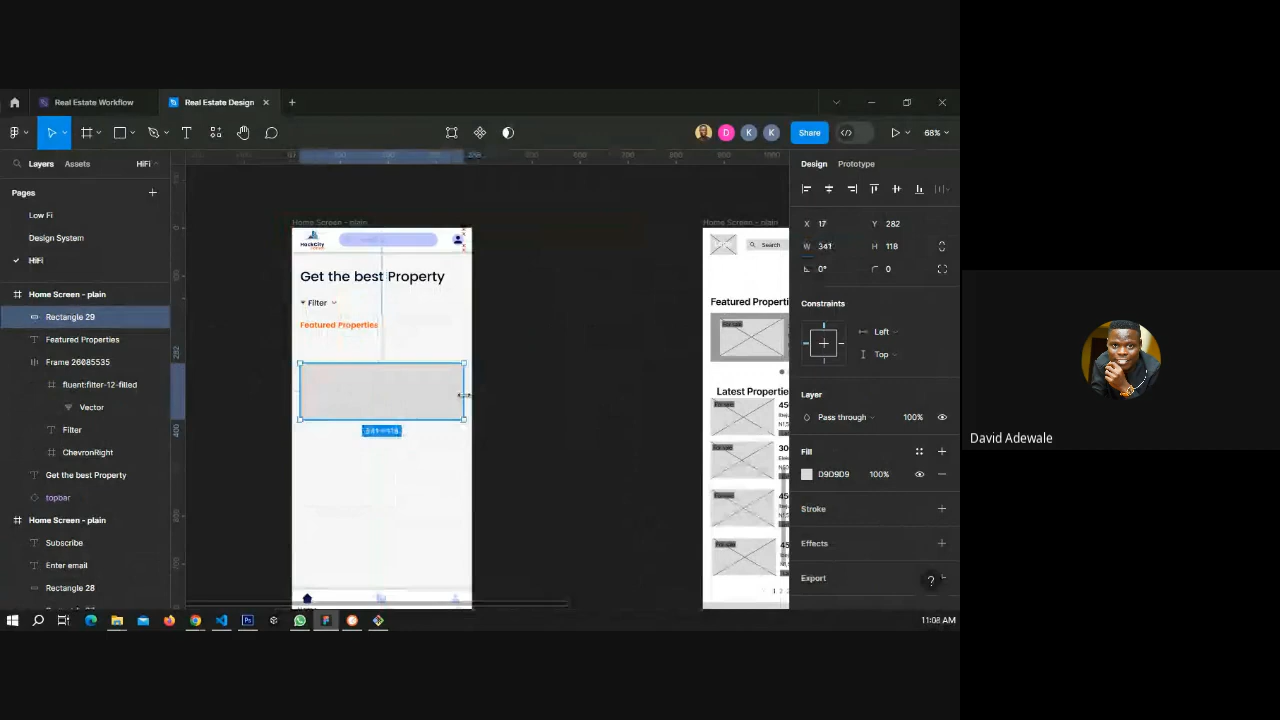 Real Estate Workflow
Real Estate Design
Share
68%
Layers
Assets
HiFi
Design
Prototype
Pages
Low Fi
Design System
HiFi
Home Screen - plain
Rectangle 29
Featured Properties
Frame 26085535
fluent:filter-12-filled
Vector
Filter
ChevronRight
Get the best Property
topbar
Home Screen - plain
Subscribe
Enter email
Rectangle 28
Home Screen - plain
HackCity
Get the best Property
Filter
Featured Properties
Home Screen - plain
Search
Featured Properti
Latest Propertie
X 17
Y 282
W 341
H 118
0°
0
Constraints
Left
Top
Layer
Pass through
100%
Fill
D9D9D9
100%
Stroke
Effects
Export
?
D
K
K
282
400
11:08 AM
David Adewale